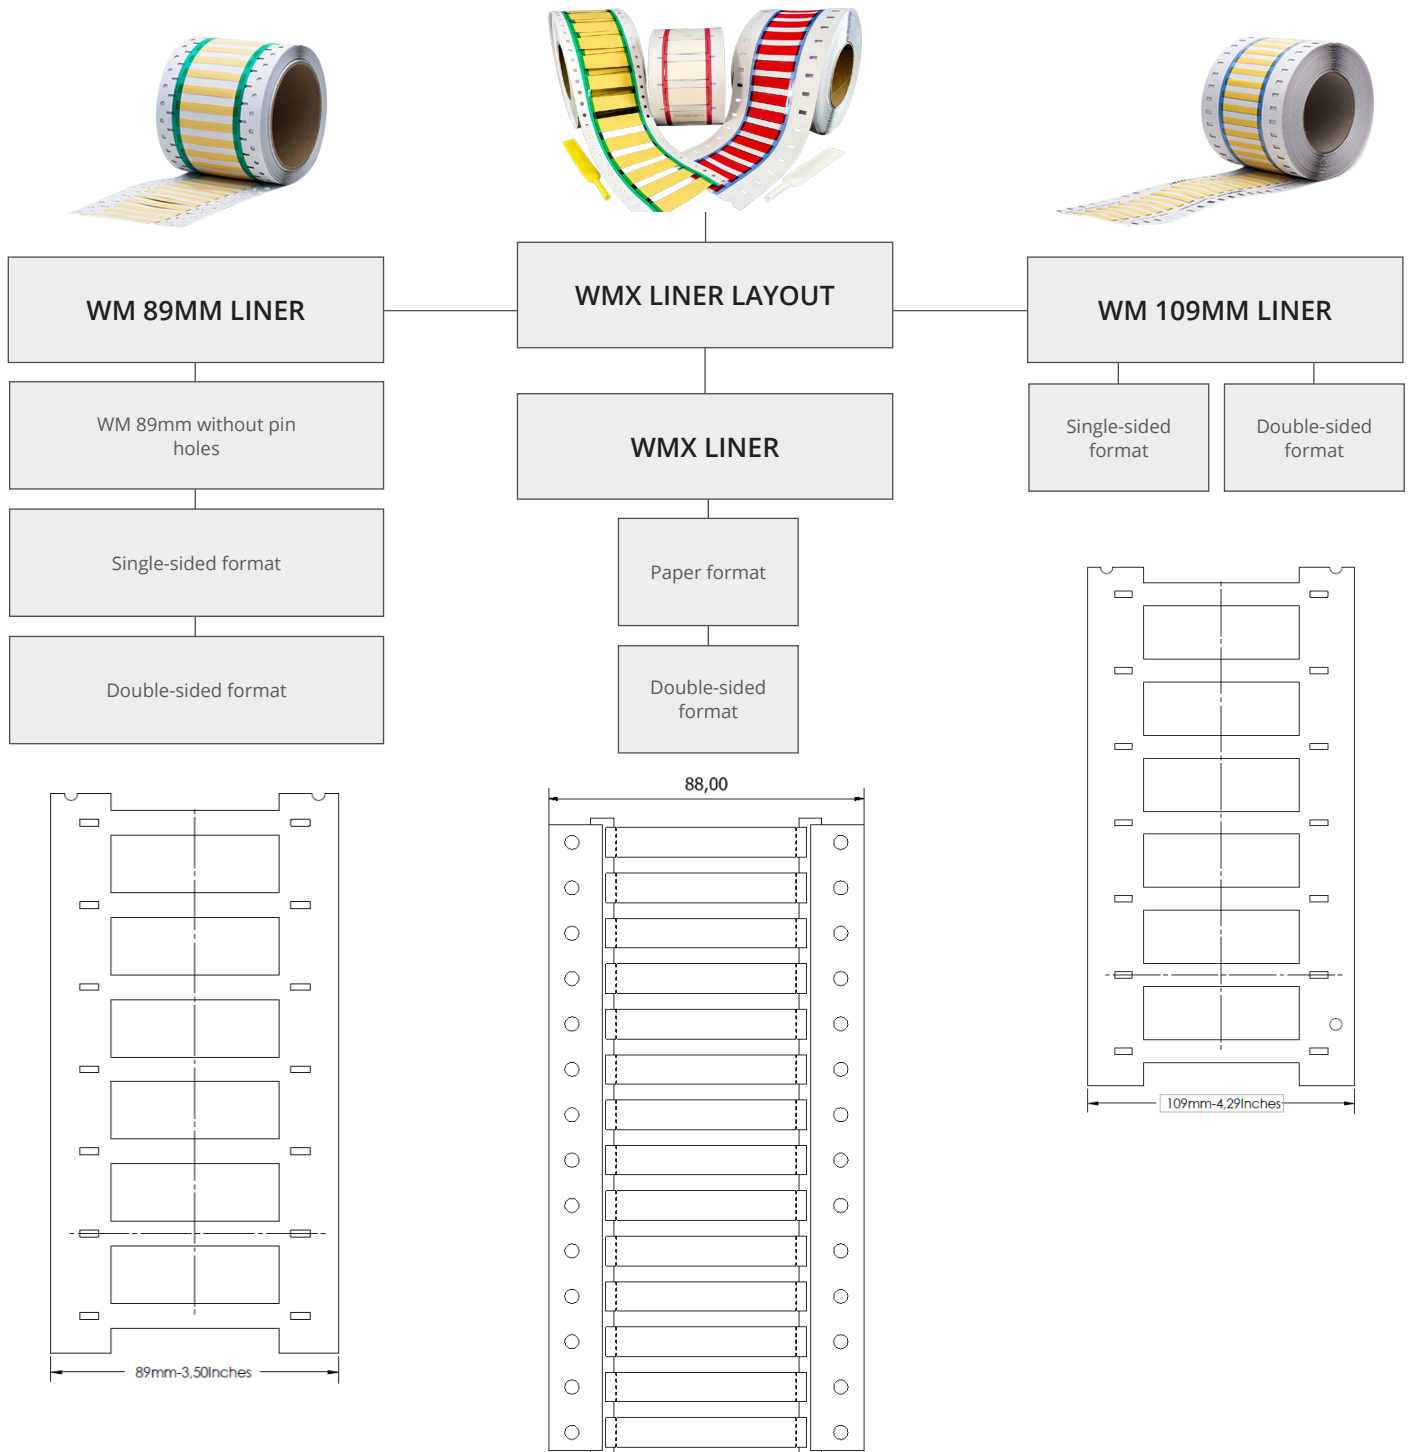 WM 89MM LINER
WMX LINER LAYOUT
WM 109MM LINER
WM 89mm without pin
holes
Single-sided format
Double-sided format
WMX LINER
Paper format
Double-sided
format
Single-sided
format
Double-sided
format
88,00
89mm-3,50Inches
109mm-4,29Inches